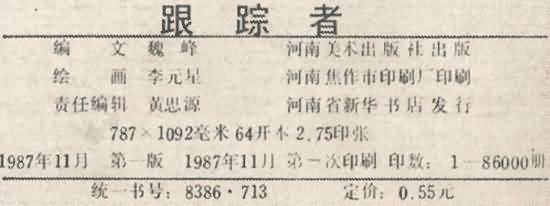 跟踪者
编 文 魏 峰 河南美术出版社出版
绘 画 李元星 河南焦作市印刷厂印刷
责任编辑 黄思源 河南省新华书店发行
787×1092毫米 64开本 2.75印张
1987年11月 第一版 1987年11月 第一次印刷 印数：1—86000册
统一书号：8386·713 定价：0.55元